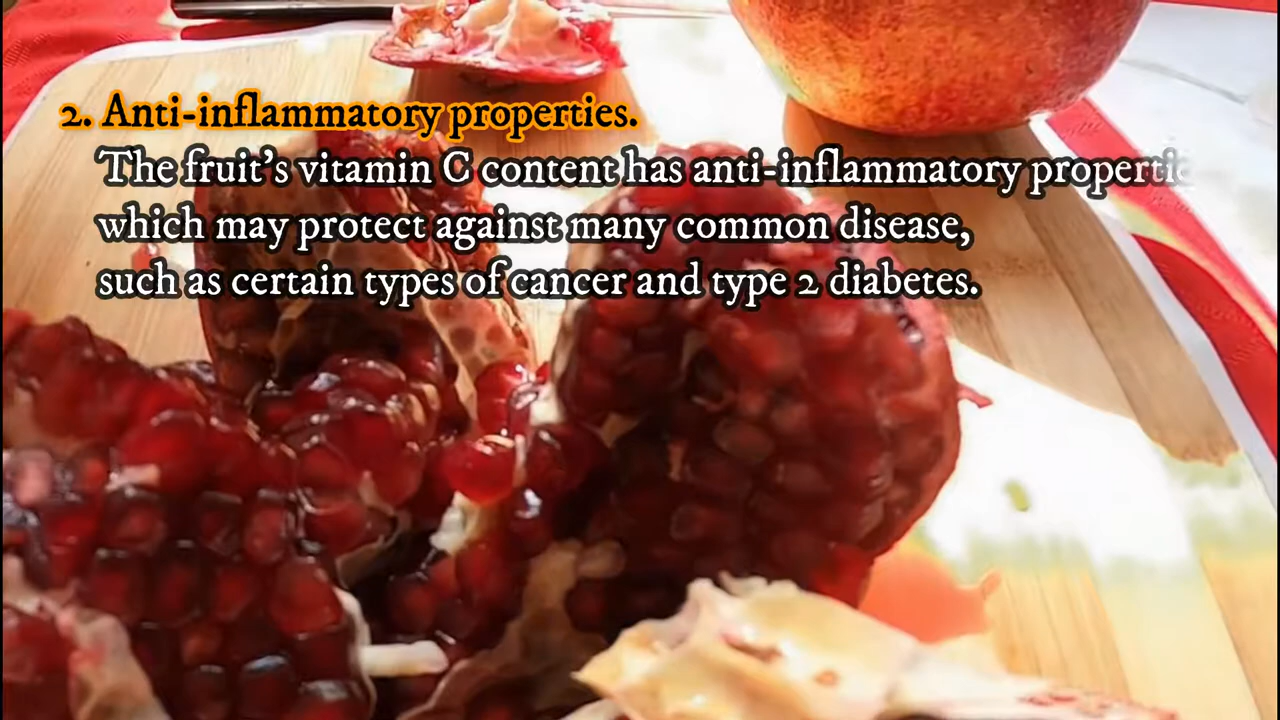 2. Anti-inflammatory properties.
The fruit's vitamin C content has anti-inflammatory
which may protect against many common disease,
such as certain types of cancer and type 2 diabetes.